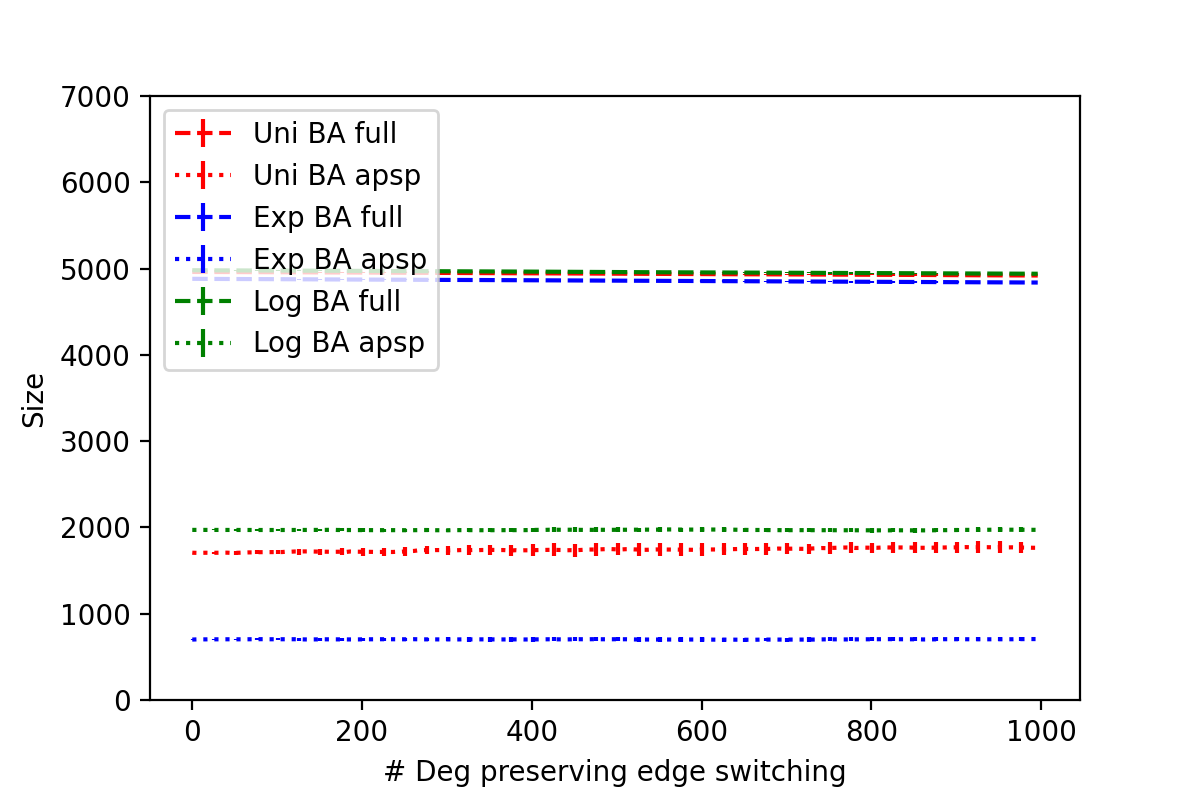 7000
6000
5000
4000
3000
2000
1000
0
Size
Uni BA full
Uni BA apsp
Exp BA full
Exp BA apsp
Log BA full
Log BA apsp
0 200 400 600 800 1000
# Deg preserving edge switching